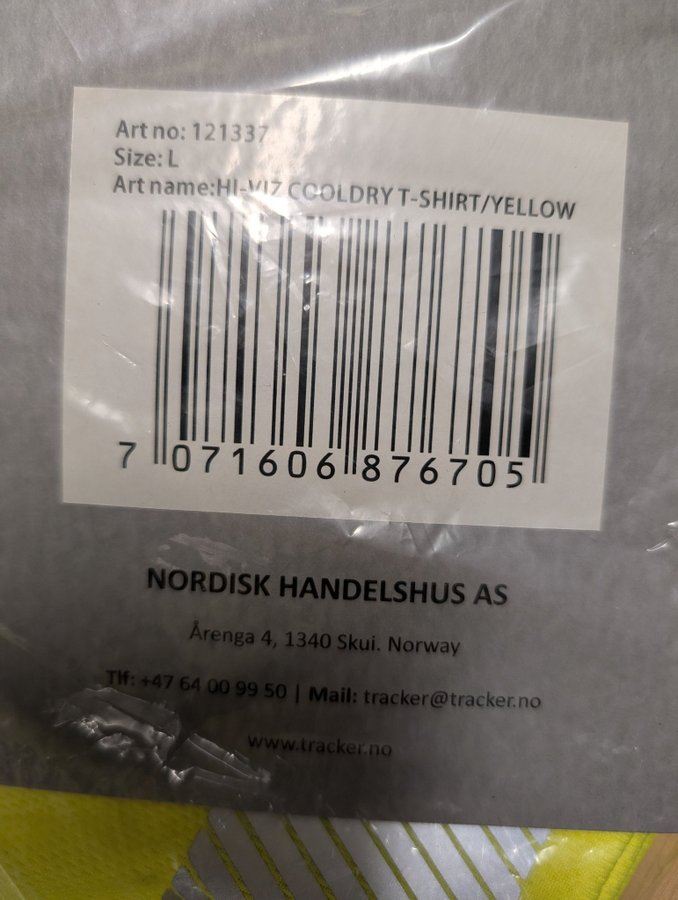 Art no: 121337
Size: L
Art name:HI-VIZ COOLDRY T-SHIRT/YELLOW
7 071606 876705
NORDISK HANDELSHUS AS
Årenga 4, 1340 Skui. Norway
Tlf: +47 64 00 99 50 | Mail: tracker@tracker.no
www.tracker.no